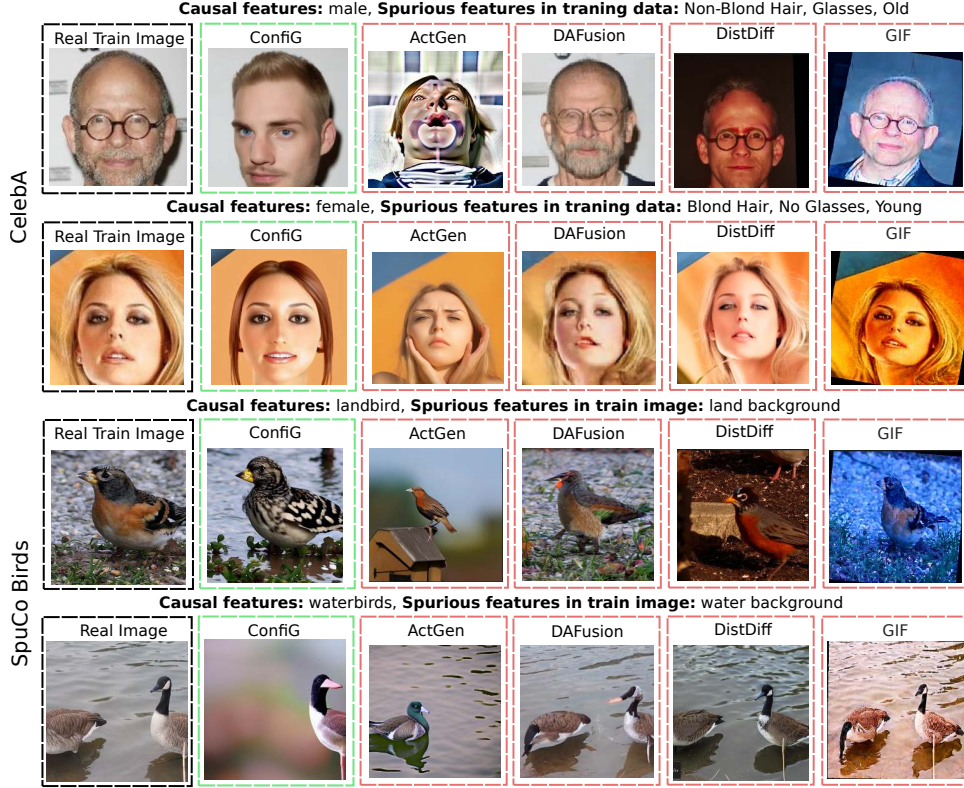 Causal features: male, Spurious features in traning data: Non-Blond Hair, Glasses, Old
Real Train Image ConfiG ActGen DAFusion DistDiff GIF
CelebA
Causal features: female, Spurious features in traning data: Blond Hair, No Glasses, Young
Real Train Image ConfiG ActGen DAFusion DistDiff GIF
Causal features: landbird, Spurious features in train image: land background
Real Train Image ConfiG ActGen DAFusion DistDiff GIF
SpuCo Birds
Causal features: waterbirds, Spurious features in train image: water background
Real Image ConfiG ActGen DAFusion DistDiff GIF